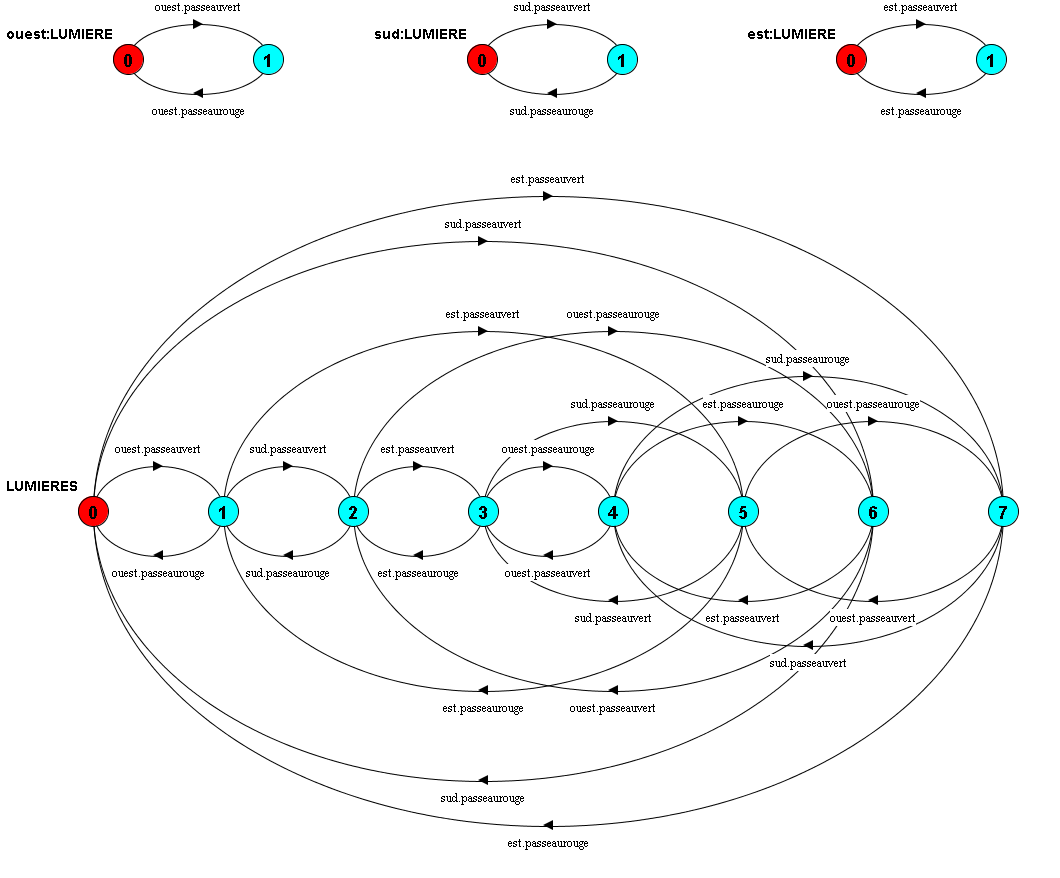 ouest.passeauvert
sud.passeauvert
est.passeauvert
ouest:LUMIERE
0
1
sud:LUMIERE
0
1
est:LUMIERE
0
1
ouest.passeaurouge
sud.passeaurouge
est.passeaurouge
est.passeauvert
sud.passeauvert
est.passeauvert
ouest.passeaurouge
sud.passeaurouge
sud.passeaurouge
est.passeaurouge
ouest.passeaurouge
ouest.passeauvert
sud.passeauvert
est.passeauvert
ouest.passeaurouge
LUMIERES
0
1
2
3
4
5
6
7
ouest.passeaurouge
sud.passeaurouge
est.passeaurouge
ouest.passeauvert
sud.passeauvert
est.passeauvert
ouest.passeauvert
sud.passeauvert
est.passeaurouge
ouest.passeauvert
sud.passeaurouge
est.passeaurouge